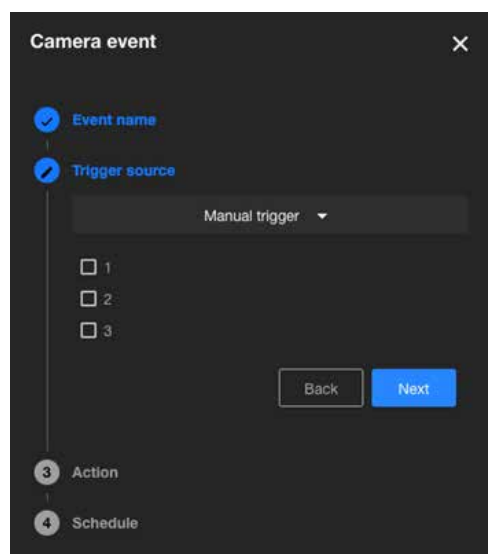 Camera event
Event name
Trigger source
Manual trigger
1
2
3
Back Next
3 Action
4 Schedule